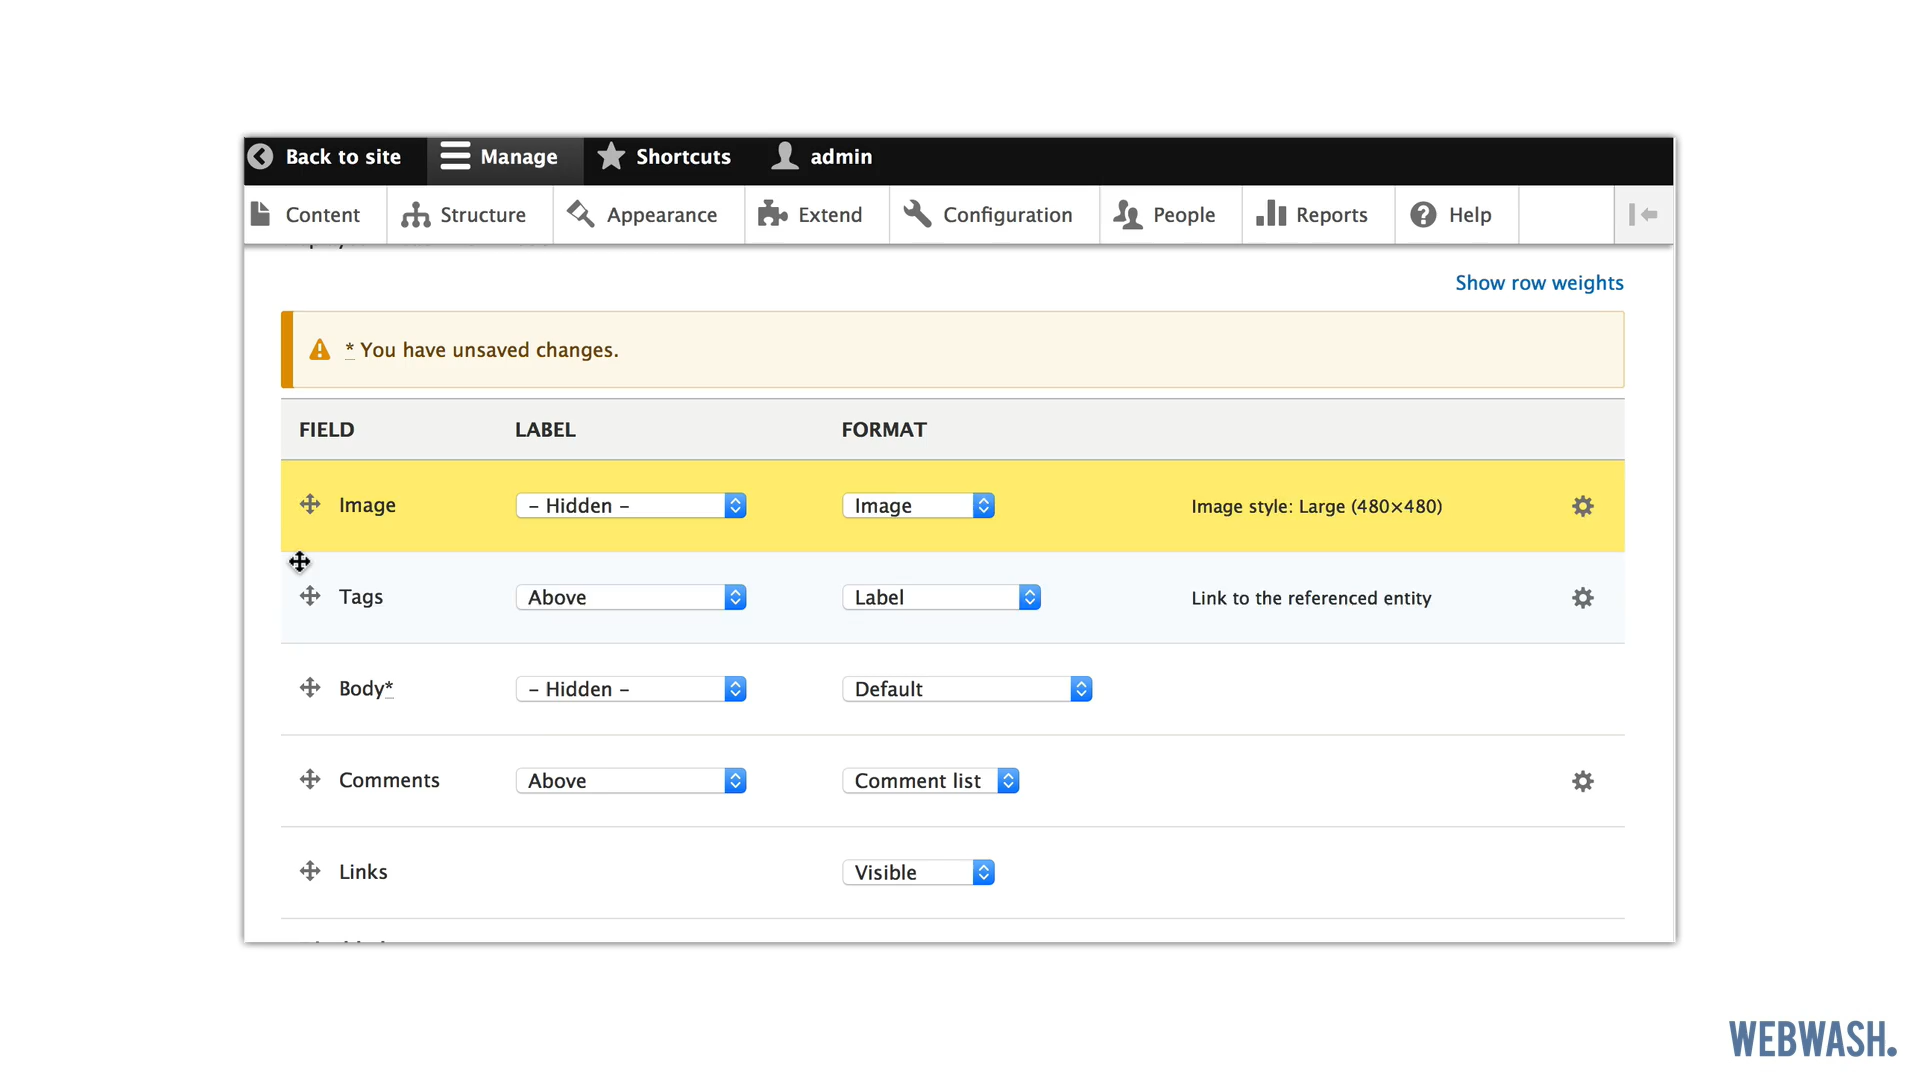 Back to site Manage Shortcuts admin
Content Structure Appearance Extend Configuration People Reports Help
Show row weights
* You have unsaved changes.
FIELD LABEL FORMAT
Image – Hidden – Image Image style: Large (480×480)
Tags Above Label Link to the referenced entity
Body* – Hidden – Default
Comments Above Comment list
Links Visible
WEBWASH.